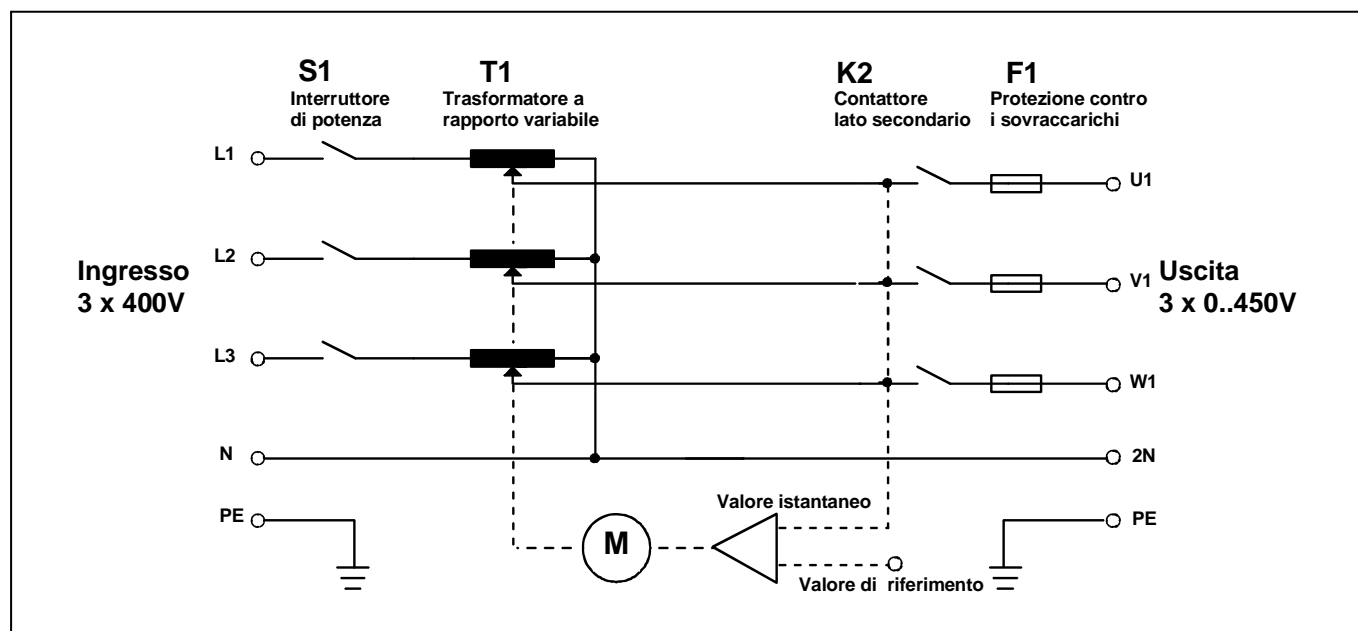 S1
Interruttore
di potenza
T1
Trasformatore a
rapporto variabile
K2
Contattore
lato secondario
F1
Protezione contro
i sovraccarichi
L1
U1
L2
Ingresso
3 x 400V
V1
Uscita
3 x 0..450V
L3
W1
N
2N
PE
Valore istantaneo
M
PE
Valore di riferimento